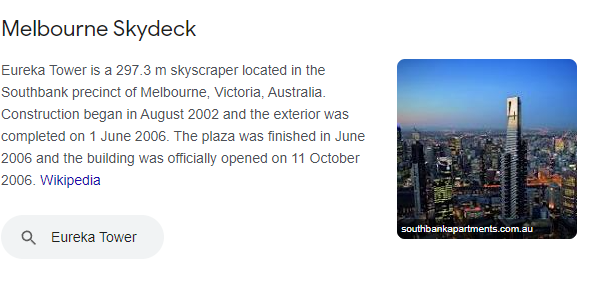 Melbourne Skydeck
Eureka Tower is a 297.3 m skyscraper located in the
Southbank precinct of Melbourne, Victoria, Australia.
Construction began in August 2002 and the exterior was
completed on 1 June 2006. The plaza was finished in June
2006 and the building was officially opened on 11 October
2006. Wikipedia
southbankapartments.com.au
Eureka Tower